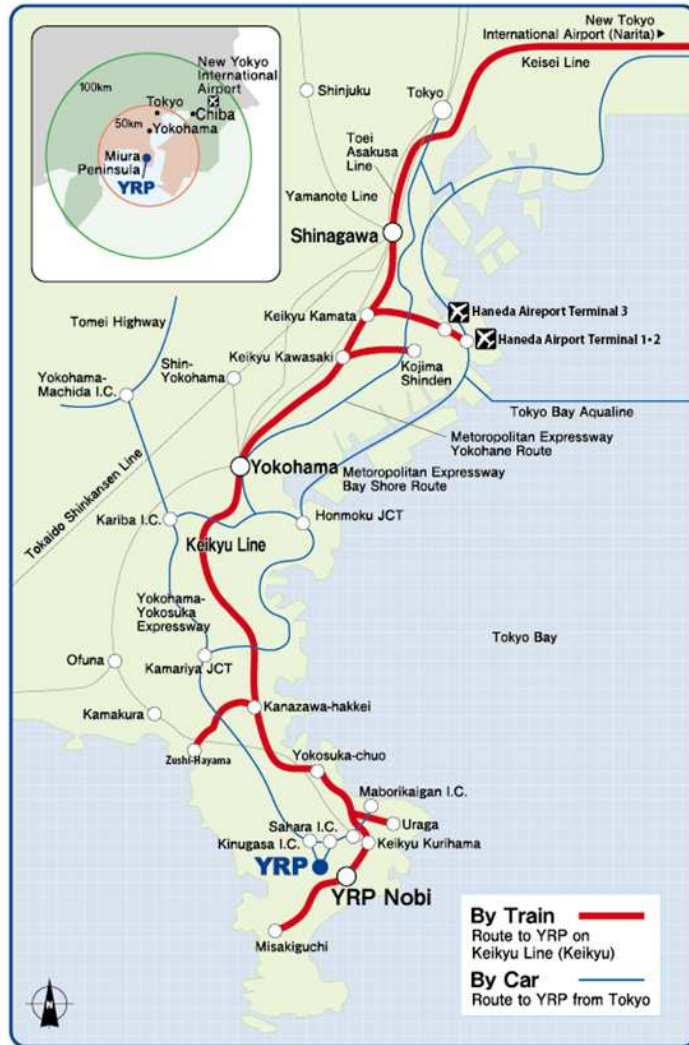 New Tokyo
International Airport (Narita)
Keisei Line
New Yokyo
International
Airport
100km
Tokyo
Chiba
50km
Yokohama
Miura
Peninsula
YRP
Shinjuku
Tokyo
Toei
Asakusa
Line
Yamanote Line
Shinagawa
Tomei Highway
Keikyu Kamata
Haneda Aireport Terminal 3
Haneda Airport Terminal 1・2
Keikyu Kawasaki
Kojima
Shinden
Shin-
Yokohama
Yokohama-
Machida I.C.
Tokyo Bay Aqualine
Metoropolitan Expressway
Yokohane Route
Yokohama
Metoropolitan Expressway
Bay Shore Route
Tokaido Shinkansen Line
Kariba I.C.
Honmoku JCT
Keikyu Line
Yokohama-
Yokosuka
Expressway
Tokyo Bay
Ofuna
Kamariya JCT
Kamakura
Kanazawa-hakkei
Zushi-Hayama
Yokosuka-chuo
Maborikaigan I.C.
Sahara I.C.
Uraga
Kinugasa I.C.
Keikyu Kurihama
YRP
YRP Nobi
Misakiguchi
By Train
Route to YRP on
Keikyu Line (Keikyu)
By Car
Route to YRP from Tokyo
N